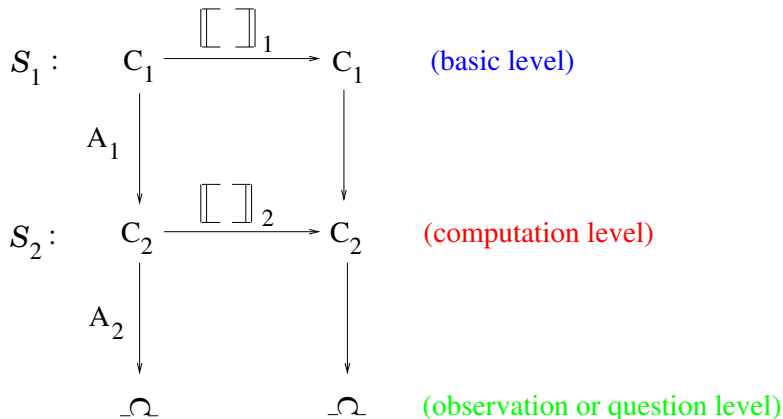 ⟦ ⟧₁
S₁ : C₁ C₁ (basic level)
A₁
⟦ ⟧₂
S₂ : C₂ C₂ (computation level)
A₂
(observation or question level)